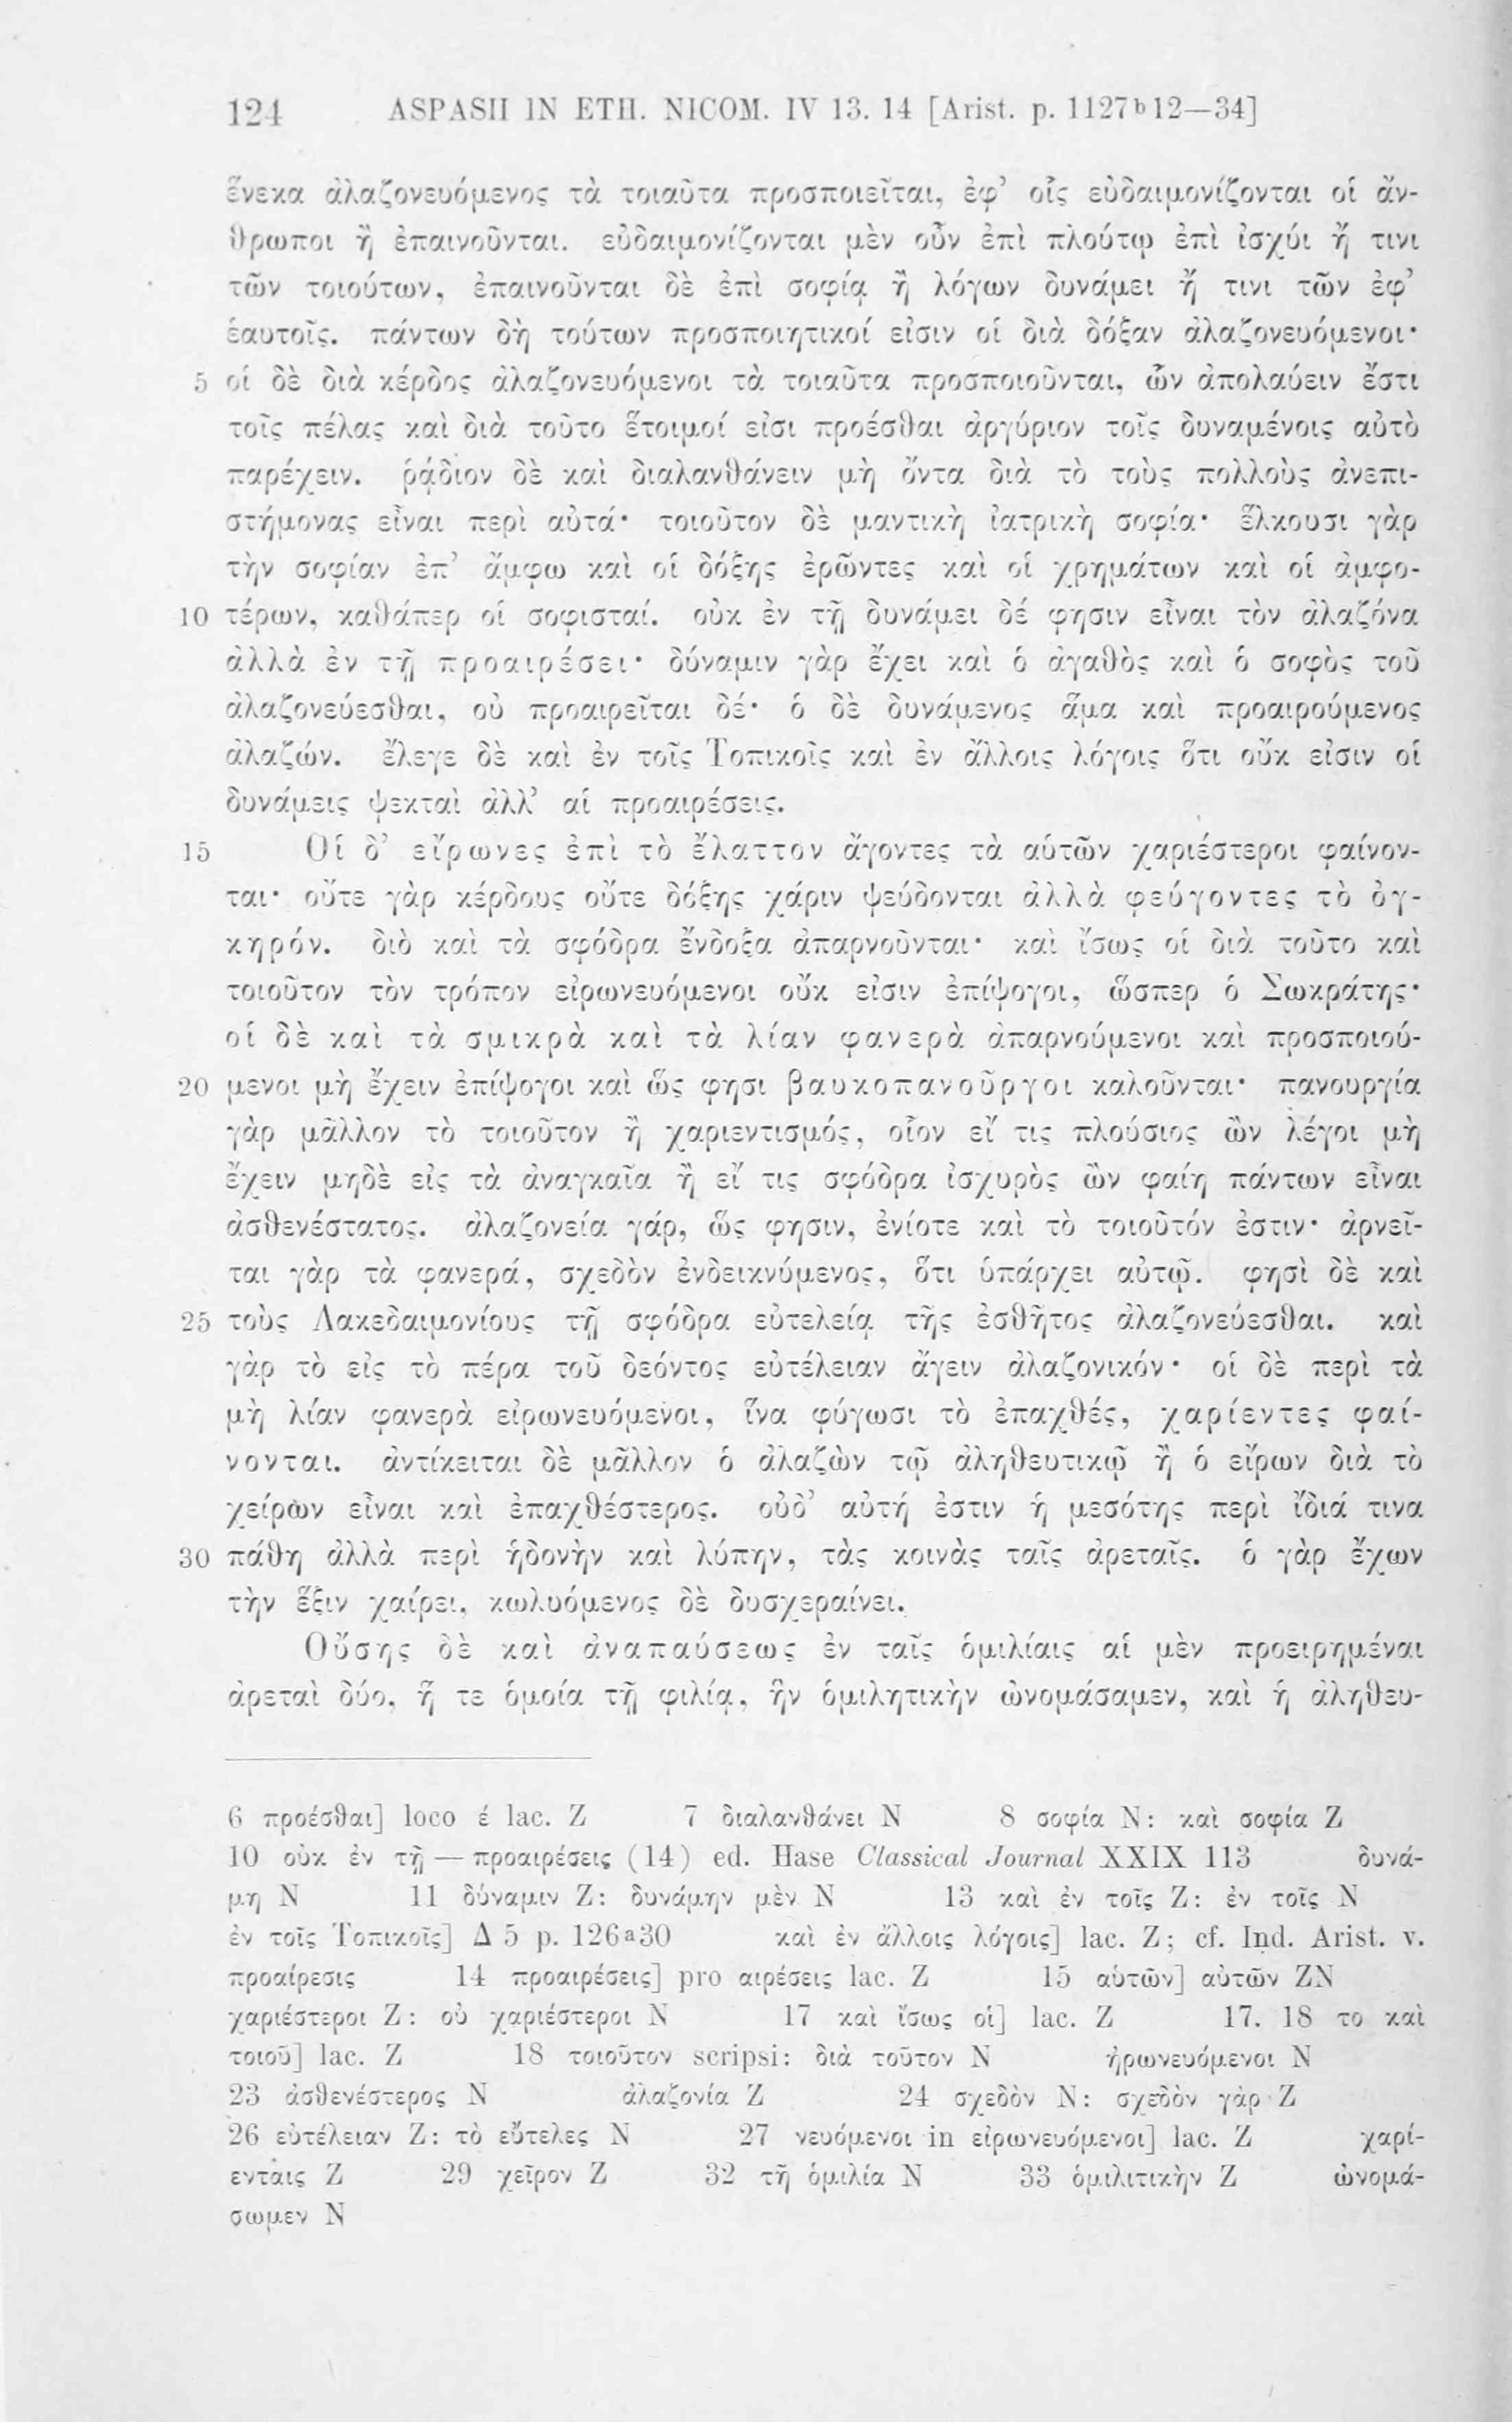 124 ASPASII IN ETH. NICOM. IV 13. 14 [Arist. p. 1127ᵇ12—34]
ἕνεκα ἀλαζονευόμενος τὰ τοιαῦτα προσποιεῖται, ἐφ’ οἷς εὐδαιμονίζονται οἱ ἄν-
θρωποι ἢ ἐπαινοῦνται. εὐδαιμονίζονται μὲν οὖν ἐπὶ πλούτῳ ἐπὶ ἰσχύι ἤ τινι
τῶν τοιούτων, ἐπαινοῦνται δὲ ἐπὶ σοφίᾳ ἢ λόγων δυνάμει ἤ τινι τῶν ἐφ’
ἑαυτοῖς. πάντων δὴ τούτων προσποιητικοί εἰσιν οἱ διὰ δόξαν ἀλαζονευόμενοι·
5 οἱ δὲ διὰ κέρδος ἀλαζονευόμενοι τὰ τοιαῦτα προσποιοῦνται, ὧν ἀπολαύειν ἔστι
τοῖς πέλας καὶ διὰ τοῦτο ἕτοιμοί εἰσι προέσθαι ἀργύριον τοῖς δυναμένοις αὐτὸ
παρέχειν. ῥᾴδιον δὲ καὶ διαλανθάνειν μὴ ὄντα διὰ τὸ τοὺς πολλοὺς ἀνεπι-
στήμονας εἶναι περὶ αὐτά· τοιοῦτον δὲ μαντικὴ ἰατρικὴ σοφία· ἕλκουσι γὰρ
τὴν σοφίαν ἐπ’ ἄμφω καὶ οἱ δόξης ἐρῶντες καὶ οἱ χρημάτων καὶ οἱ ἀμφο-
10 τέρων, καθάπερ οἱ σοφισταί. οὐκ ἐν τῇ δυνάμει δέ φησιν εἶναι τὸν ἀλαζόνα
ἀλλὰ ἐν τῇ προαιρέσει· δύναμιν γὰρ ἔχει καὶ ὁ ἀγαθὸς καὶ ὁ σοφὸς τοῦ
ἀλαζονεύεσθαι, οὐ προαιρεῖται δέ· ὁ δὲ δυνάμενος ἅμα καὶ προαιρούμενος
ἀλαζών. ἔλεγε δὲ καὶ ἐν τοῖς Τοπικοῖς καὶ ἐν ἄλλοις λόγοις ὅτι οὔκ εἰσιν οἱ
δυνάμεις ψεκταὶ ἀλλ’ αἱ προαιρέσεις.
15 Οἱ δ’ εἴρωνες ἐπὶ τὸ ἔλαττον ἄγοντες τὰ αὑτῶν χαριέστεροι φαίνον-
ται· οὔτε γὰρ κέρδους οὔτε δόξης χάριν ψεύδονται ἀλλὰ φεύγοντες τὸ ὀγ-
κηρόν. διὸ καὶ τὰ σφόδρα ἔνδοξα ἀπαρνοῦνται· καὶ ἴσως οἱ διὰ τοῦτο καὶ
τοιοῦτον τὸν τρόπον εἰρωνευόμενοι οὔκ εἰσιν ἐπίψογοι, ὥσπερ ὁ Σωκράτης·
οἱ δὲ καὶ τὰ σμικρὰ καὶ τὰ λίαν φανερὰ ἀπαρνούμενοι καὶ προσποιού-
20 μενοι μὴ ἔχειν ἐπίψογοι καὶ ὥς φησι βαυκοπανοῦργοι καλοῦνται· πανουργία
γὰρ μᾶλλον τὸ τοιοῦτον ἢ χαριεντισμός, οἷον εἴ τις πλούσιος ὢν λέγοι μὴ
ἔχειν μηδὲ εἰς τὰ ἀναγκαῖα ἢ εἴ τις σφόδρα ἰσχυρὸς ὢν φαίη πάντων εἶναι
ἀσθενέστατος. ἀλαζονεία γάρ, ὥς φησιν, ἐνίοτε καὶ τὸ τοιοῦτόν ἐστιν· ἀρνεῖ-
ται γὰρ τὰ φανερά, σχεδὸν ἐνδεικνύμενος, ὅτι ὑπάρχει αὐτῷ. φησὶ δὲ καὶ
25 τοὺς Λακεδαιμονίους τῇ σφόδρα εὐτελείᾳ τῆς ἐσθῆτος ἀλαζονεύεσθαι. καὶ
γὰρ τὸ εἰς τὸ πέρα τοῦ δεόντος εὐτέλειαν ἄγειν ἀλαζονικόν· οἱ δὲ περὶ τὰ
μὴ λίαν φανερὰ εἰρωνευόμενοι, ἵνα φύγωσι τὸ ἐπαχθές, χαρίεντες φαί-
νονται. ἀντίκειται δὲ μᾶλλον ὁ ἀλαζὼν τῷ ἀληθευτικῷ ἢ ὁ εἴρων διὰ τὸ
χείρων εἶναι καὶ ἐπαχθέστερος. οὐδ’ αὐτή ἐστιν ἡ μεσότης περὶ ἴδιά τινα
30 πάθη ἀλλὰ περὶ ἡδονὴν καὶ λύπην, τὰς κοινὰς ταῖς ἀρεταῖς. ὁ γὰρ ἔχων
τὴν ἕξιν χαίρει, κωλυόμενος δὲ δυσχεραίνει.
Οὔσης δὲ καὶ ἀναπαύσεως ἐν ταῖς ὁμιλίαις αἱ μὲν προειρημέναι
ἀρεταὶ δύο, ἥ τε ὁμοία τῇ φιλίᾳ, ἣν ὁμιλητικὴν ὠνομάσαμεν, καὶ ἡ ἀληθευ-
6 προέσθαι] loco έ lac. Z 7 διαλανθάνει N 8 σοφία N: καὶ σοφία Z
10 οὐκ ἐν τῇ — προαιρέσεις (14) ed. Hase Classical Journal XXIX 113 δυνά-
μη N 11 δύναμιν Z: δυνάμην μὲν N 13 καὶ ἐν τοῖς Z: ἐν τοῖς N
ἐν τοῖς Τοπικοῖς] Δ 5 p. 126ᵃ30 καὶ ἐν ἄλλοις λόγοις] lac. Z; cf. Ind. Arist. v.
προαίρεσις 14 προαιρέσεις] pro αιρέσεις lac. Z 15 αὑτῶν] αὐτῶν ZN
χαριέστεροι Z: οὐ χαριέστεροι N 17 καὶ ἴσως οἱ] lac. Z 17. 18 το καὶ
τοιοῦ] lac. Z 18 τοιοῦτον scripsi: διὰ τοῦτον N ἠρωνευόμενοι N
23 ἀσθενέστερος N ἀλαζονία Z 24 σχεδὸν N: σχεδὸν γὰρ Z
26 εὐτέλειαν Z: τὸ εὔτελες N 27 νευόμενοι in εἰρωνευόμενοι] lac. Z χαρί-
ενταις Z 29 χεῖρον Z 32 τῇ ὁμιλία N 33 ὁμιλιτικὴν Z ὠνομά-
σωμεν N